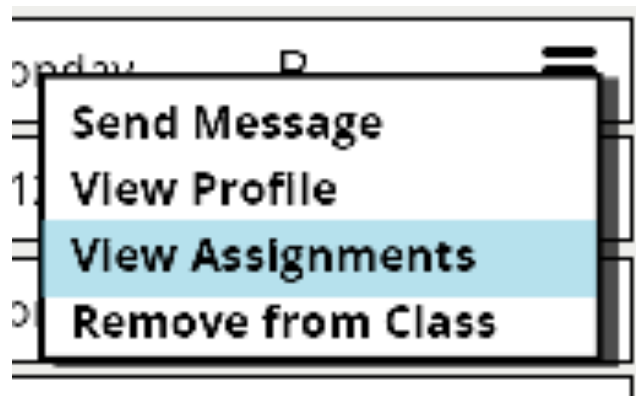 Send Message
View Profile
View Assignments
Remove from Class